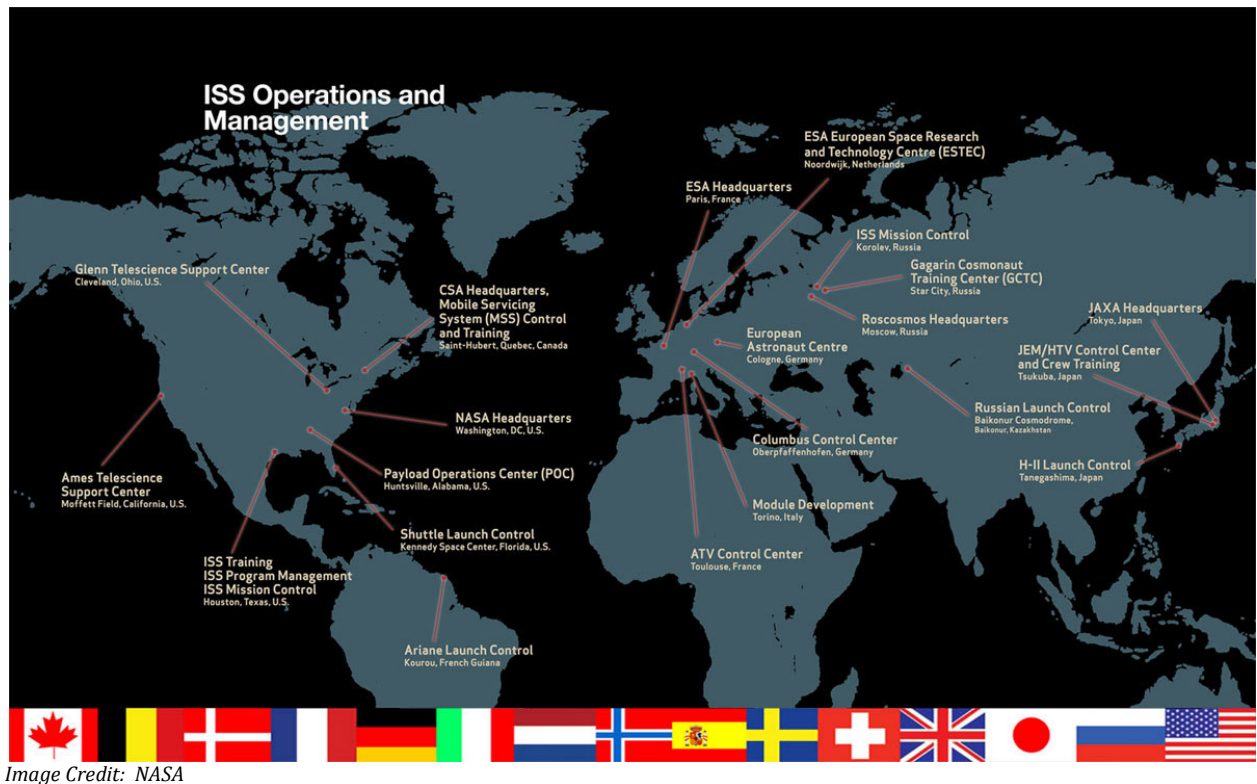 ISS Operations and
Management
ESA European Space Research
and Technology Centre (ESTEC)
Noordwijk, Netherlands
ESA Headquarters
Paris, France
ISS Mission Control
Korolev, Russia
Gagarin Cosmonaut
Training Center (GCTC)
Star City, Russia
Glenn Telescience Support Center
Cleveland, Ohio, U.S.
CSA Headquarters,
Mobile Servicing
System (MSS) Control
and Training
Saint-Hubert, Quebec, Canada
Roscosmos Headquarters
Moscow, Russia
JAXA Headquarters
Tokyo, Japan
European
Astronaut Centre
Cologne, Germany
JEM/HTV Control Center
and Crew Training
Tsukuba, Japan
NASA Headquarters
Washington, DC, U.S.
Russian Launch Control
Baikonur Cosmodrome,
Baikonur, Kazakhstan
Columbus Control Center
Oberpfaffenhofen, Germany
H-II Launch Control
Tanegashima, Japan
Ames Telescience
Support Center
Moffett Field, California, U.S.
Payload Operations Center (POC)
Huntsville, Alabama, U.S.
Module Development
Torino, Italy
Shuttle Launch Control
Kennedy Space Center, Florida, U.S.
ATV Control Center
Toulouse, France
ISS Training
ISS Program Management
ISS Mission Control
Houston, Texas, U.S.
Ariane Launch Control
Kourou, French Guiana
Image Credit: NASA